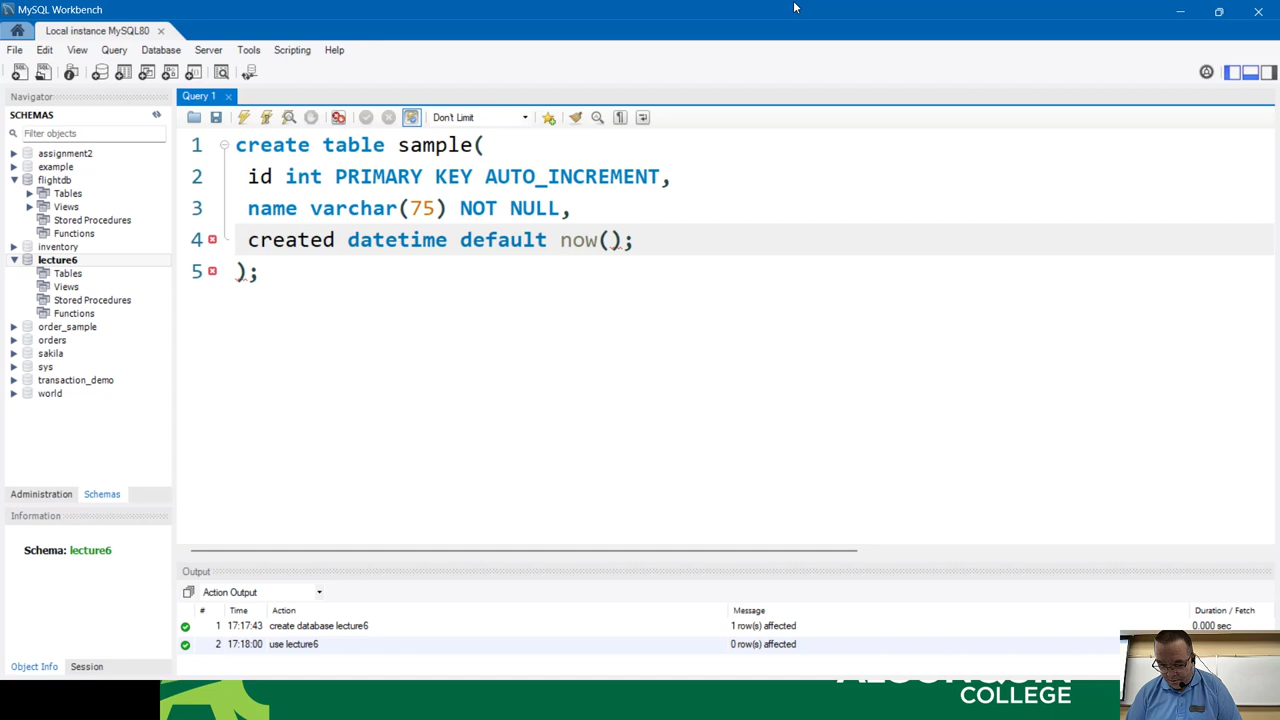 MySQL Workbench
Local instance MySQL80
File Edit View Query Database Server Tools Scripting Help
Navigator
SCHEMAS
Filter objects
assignment2
example
flightdb
Tables
Views
Stored Procedures
Functions
inventory
lecture6
Tables
Views
Stored Procedures
Functions
order_sample
orders
sakila
sys
transaction_demo
world
Administration Schemas
Information
Schema: lecture6
Object Info Session
Query 1
Don't Limit
1 create table sample(
2 id int PRIMARY KEY AUTO_INCREMENT,
3 name varchar(75) NOT NULL,
4 created datetime default now();
5 );
Output
Action Output
# Time Action Message Duration / Fetch
1 17:17:43 create database lecture6 1 row(s) affected 0.000 sec
2 17:18:00 use lecture6 0 row(s) affected
COLLEGE